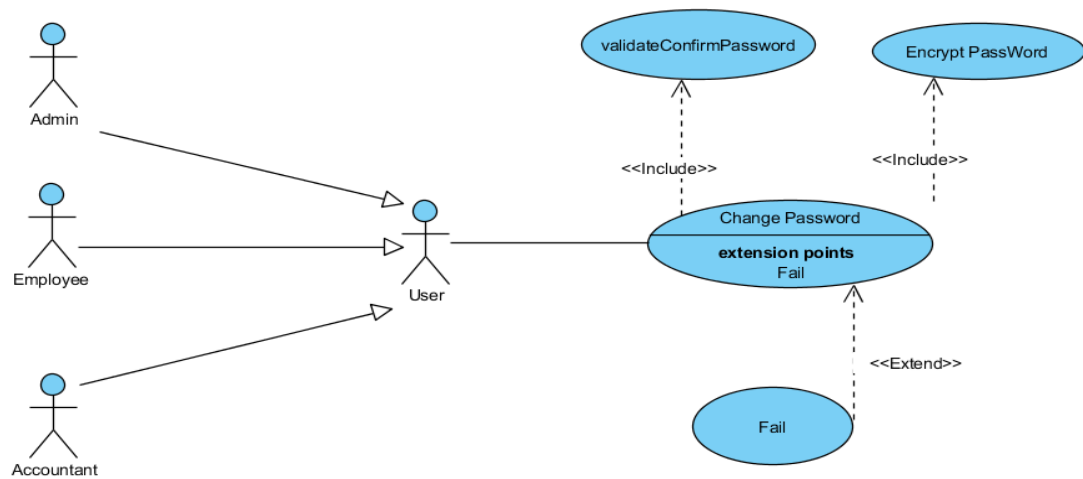 validateConfirmPassword
Encrypt PassWord
Admin
<<Include>>
<<Include>>
Change Password
extension points
Fail
Employee
User
<<Extend>>
Fail
Accountant